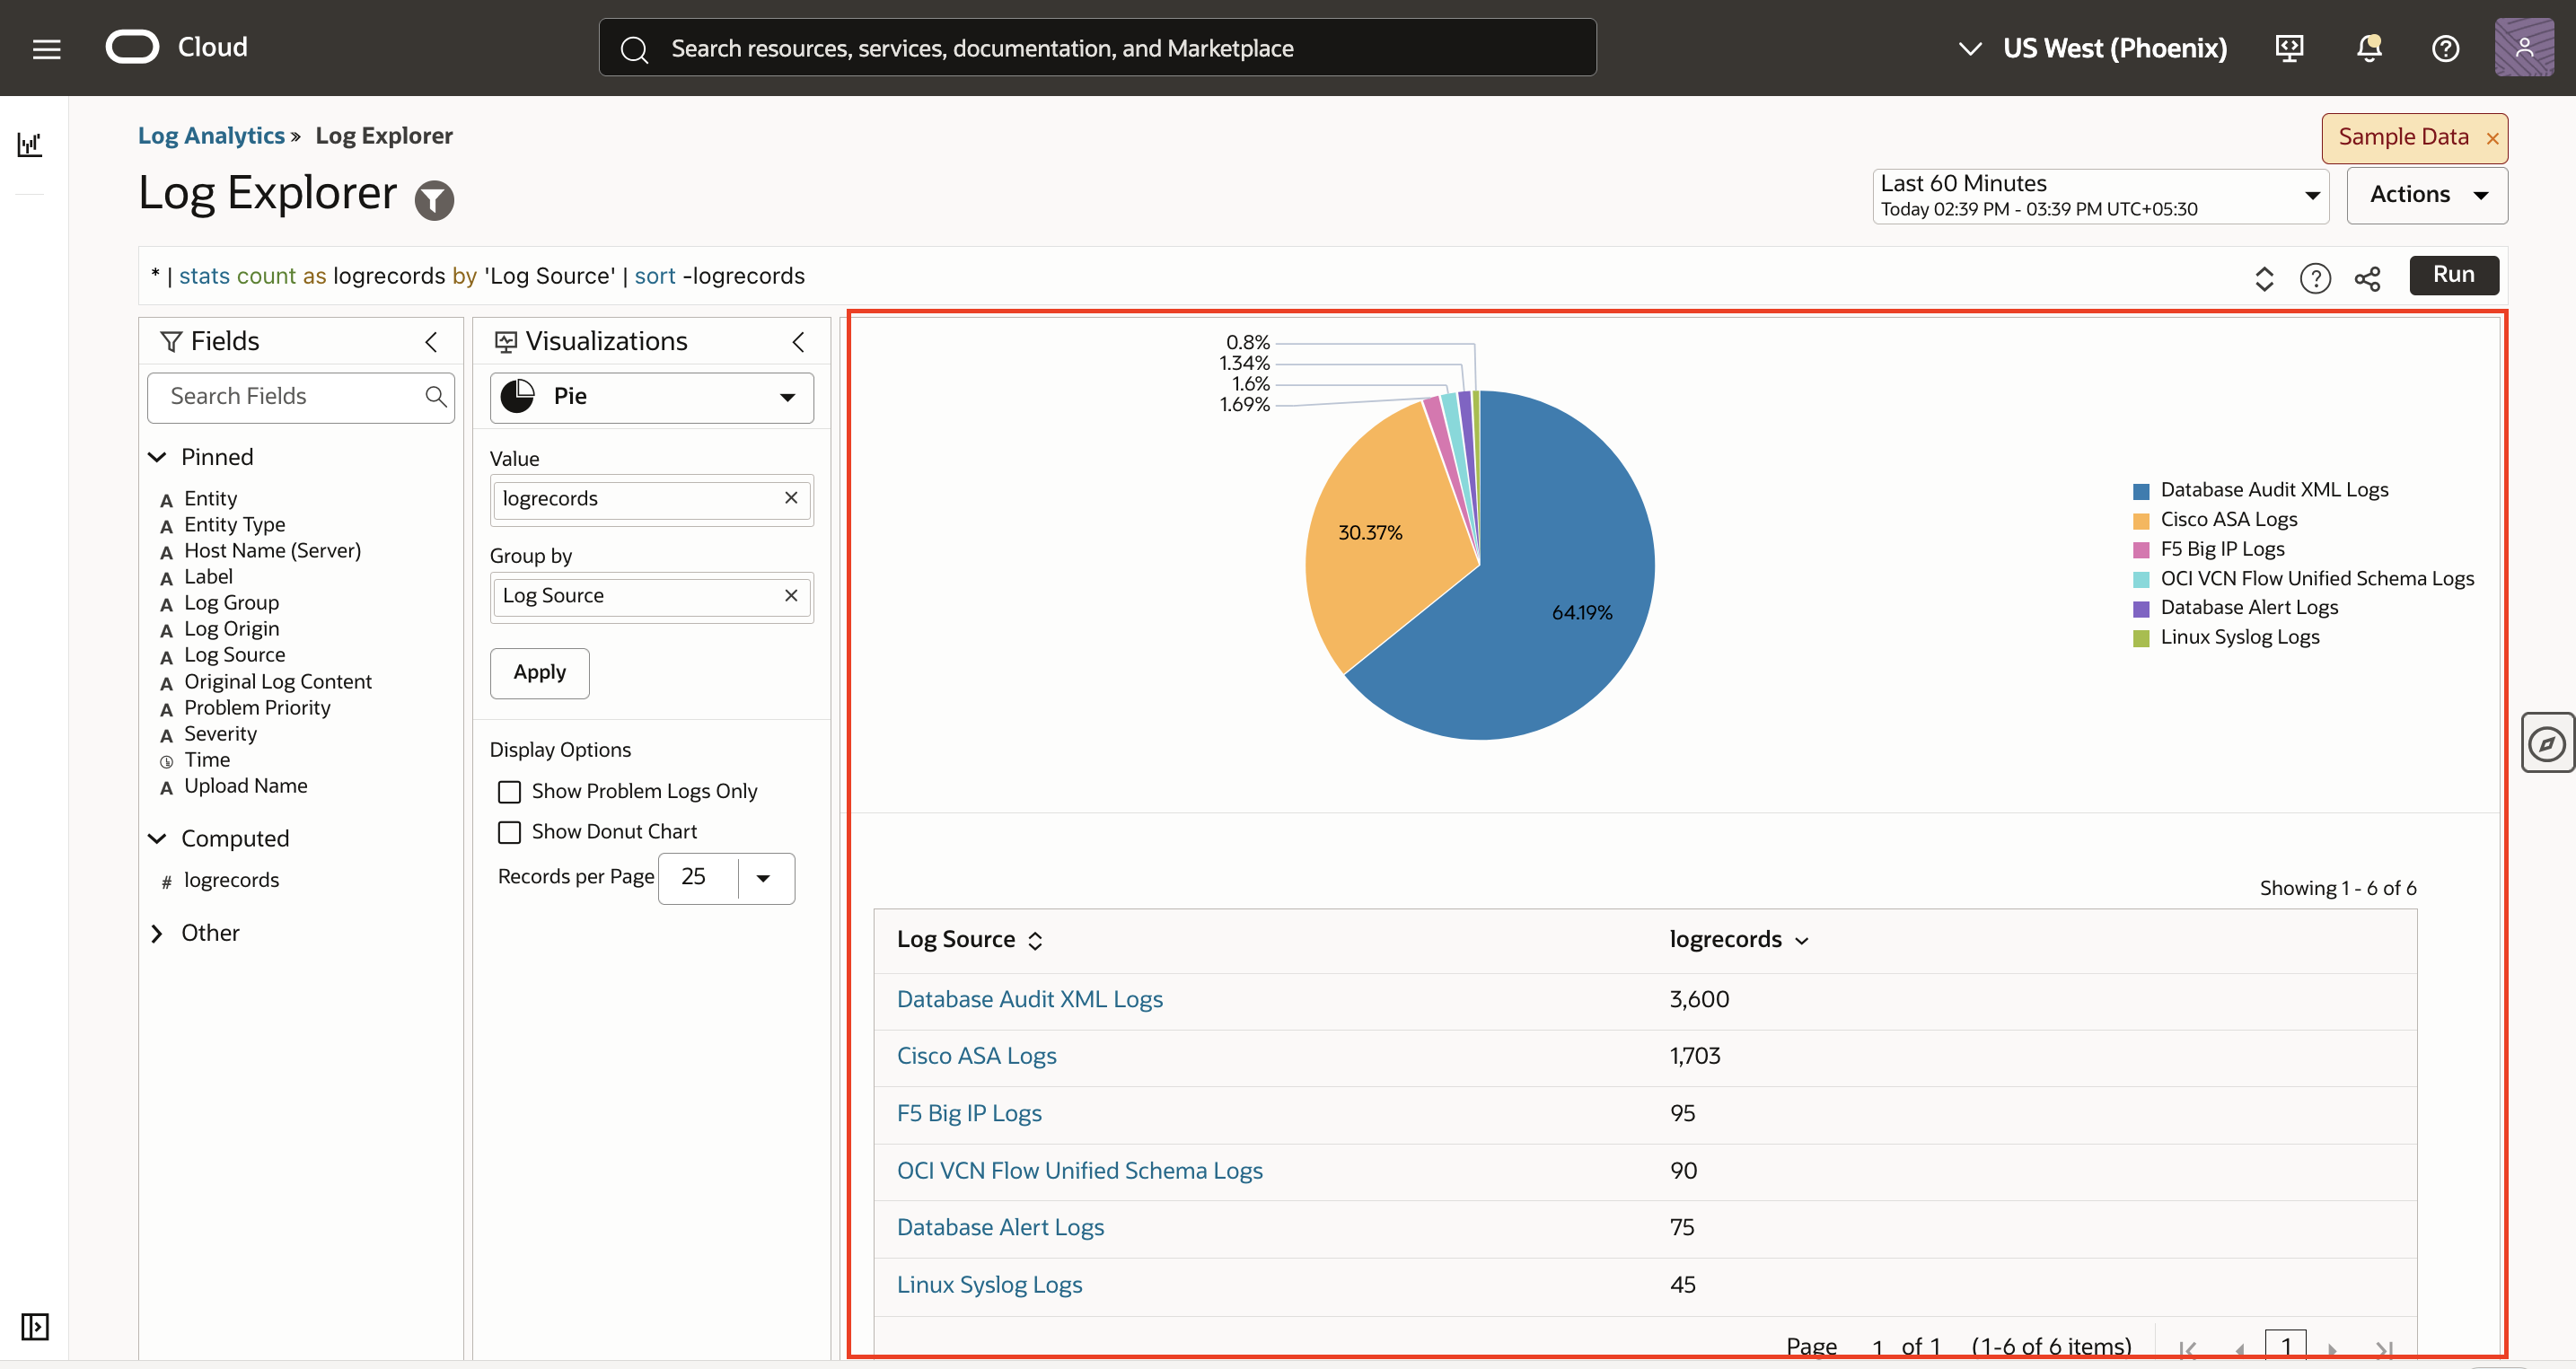 Cloud
Search resources, services, documentation, and Marketplace
US West (Phoenix)
Log Analytics » Log Explorer
Sample Data ×
Log Explorer
Last 60 Minutes
Today 02:39 PM - 03:39 PM UTC+05:30
Actions
* | stats count as logrecords by 'Log Source' | sort -logrecords
Run
Fields
Search Fields
Pinned
A Entity
A Entity Type
A Host Name (Server)
A Label
A Log Group
A Log Origin
A Log Source
A Original Log Content
A Problem Priority
A Severity
Time
A Upload Name
Computed
# logrecords
Other
Visualizations
Pie
Value
logrecords
Group by
Log Source
Apply
Display Options
Show Problem Logs Only
Show Donut Chart
Records per Page 25
0.8%
1.34%
1.6%
1.69%
30.37%
64.19%
Database Audit XML Logs
Cisco ASA Logs
F5 Big IP Logs
OCI VCN Flow Unified Schema Logs
Database Alert Logs
Linux Syslog Logs
Showing 1 - 6 of 6
Log Source logrecords
Database Audit XML Logs 3,600
Cisco ASA Logs 1,703
F5 Big IP Logs 95
OCI VCN Flow Unified Schema Logs 90
Database Alert Logs 75
Linux Syslog Logs 45
Page 1 of 1 (1-6 of 6 items) 1